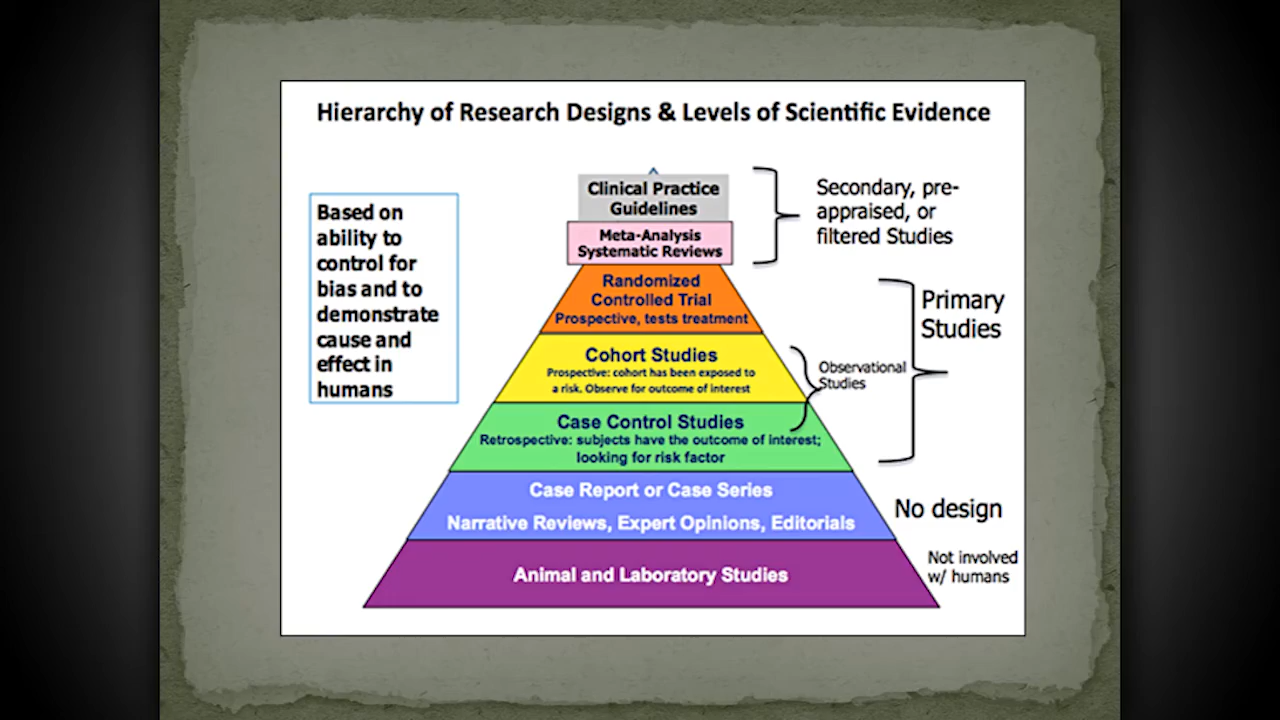 Hierarchy of Research Designs & Levels of Scientific Evidence
Based on
ability to
control for
bias and to
demonstrate
cause and
effect in
humans
Clinical Practice
Guidelines
Meta-Analysis
Systematic Reviews
Secondary, pre-
appraised, or
filtered Studies
Randomized
Controlled Trial
Prospective, tests treatment
Primary
Studies
Cohort Studies
Prospective: cohort has been exposed to
a risk. Observe for outcome of interest
Observational
Studies
Case Control Studies
Retrospective: subjects have the outcome of interest;
looking for risk factor
Case Report or Case Series
Narrative Reviews, Expert Opinions, Editorials
No design
Animal and Laboratory Studies
Not involved
w/ humans